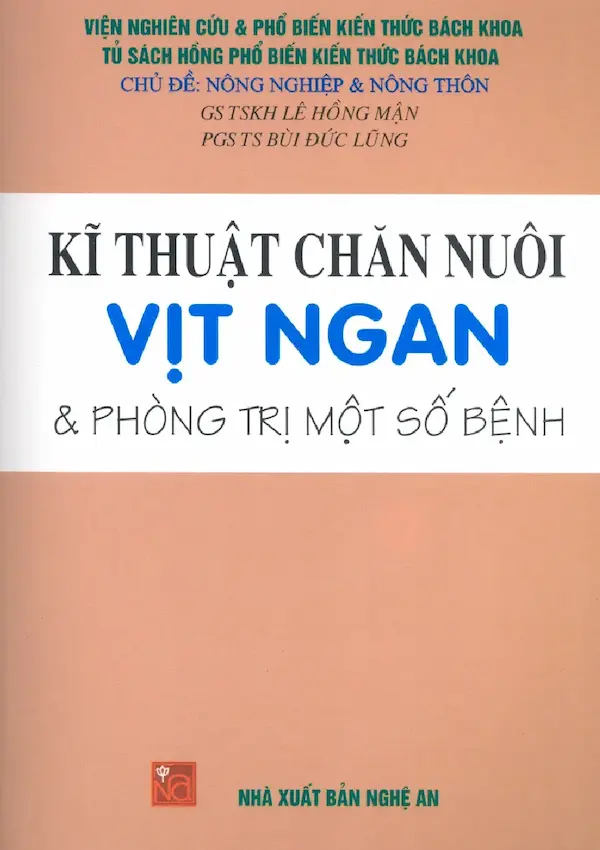 VIỆN NGHIÊN CỨU & PHỔ BIẾN KIẾN THỨC BÁCH KHOA
TỦ SÁCH HỒNG PHỔ BIẾN KIẾN THỨC BÁCH KHOA
CHỦ ĐỀ: NÔNG NGHIỆP & NÔNG THÔN
GS TSKH LÊ HỒNG MẬN
PGS TS BÙI ĐỨC LŨNG
KĨ THUẬT CHĂN NUÔI
VỊT NGAN
& PHÒNG TRỊ MỘT SỐ BỆNH
NA
NHÀ XUẤT BẢN NGHỆ AN